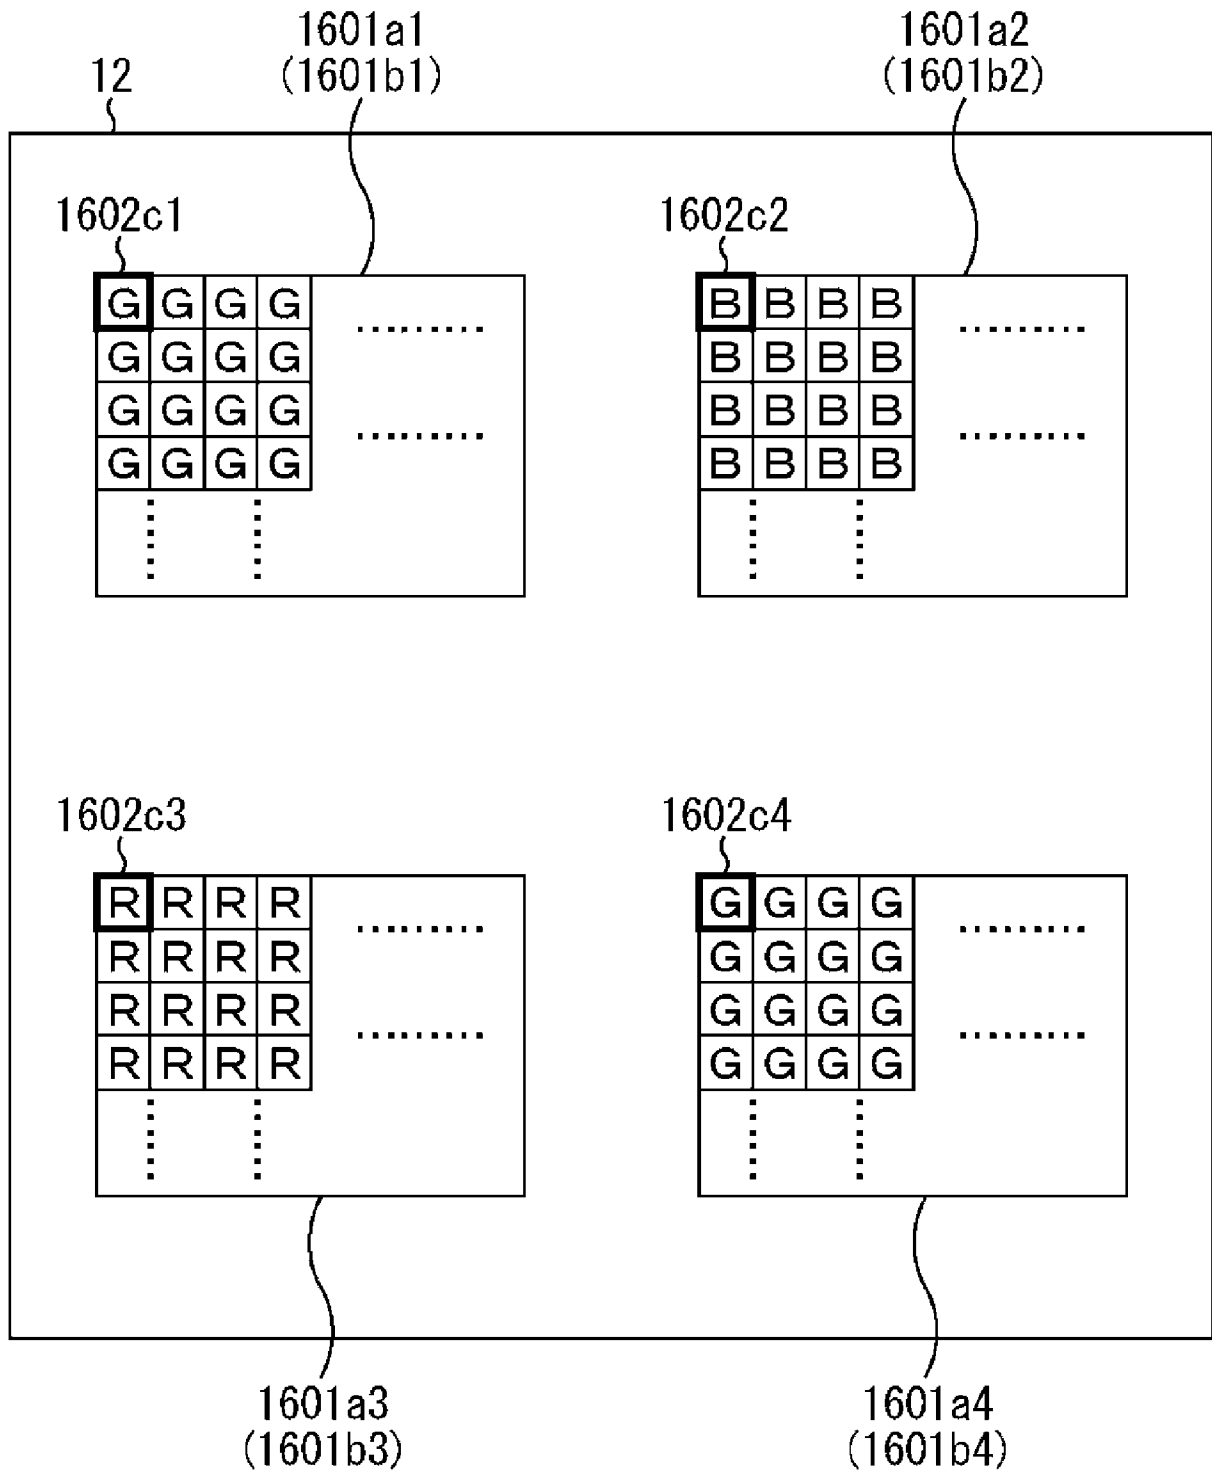 1601a1
(1601b1)
1601a2
(1601b2)
12
1602c1
1602c2
G G G G
G G G G
G G G G
G G G G
B B B B
B B B B
B B B B
B B B B
1602c3
1602c4
R R R R
R R R R
R R R R
R R R R
G G G G
G G G G
G G G G
G G G G
1601a3
(1601b3)
1601a4
(1601b4)